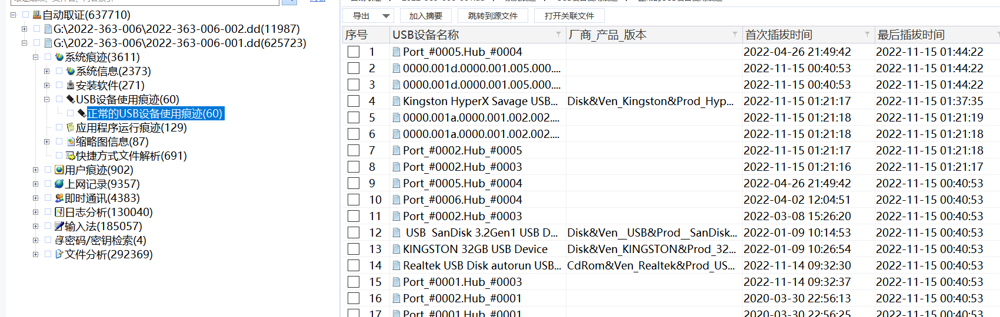 自动取证(637710)
G:\2022-363-006\2022-363-006-002.dd(11987)
G:\2022-363-006\2022-363-006-001.dd(625723)
系统痕迹(3611)
系统信息(2373)
安装软件(271)
USB设备使用痕迹(60)
正常的USB设备使用痕迹(60)
应用程序运行痕迹(129)
缩略图信息(87)
快捷方式文件解析(691)
用户痕迹(902)
上网记录(9357)
即时通讯(4383)
日志分析(130040)
输入法(185057)
密码/密钥检索(4)
文件分析(292369)
导出 加入摘要 跳转到源文件 打开关联文件
序号 USB设备名称 厂商_产品_版本 首次插拔时间 最后插拔时间
1 Port_#0005.Hub_#0004 2022-04-26 21:49:42 2022-11-15 01:44:22
2 0000.001d.0000.001.005.000.... 2022-11-15 00:40:53 2022-11-15 01:44:22
3 0000.001d.0000.001.005.000.... 2022-11-15 00:40:53 2022-11-15 01:44:22
4 Kingston HyperX Savage USB... Disk&Ven_Kingston&Prod_Hyp... 2022-11-15 01:21:17 2022-11-15 01:37:35
5 0000.001a.0000.001.002.002.... 2022-11-15 01:21:18 2022-11-15 01:21:19
6 0000.001a.0000.001.002.002.... 2022-11-15 01:21:18 2022-11-15 01:21:18
7 Port_#0002.Hub_#0005 2022-11-15 01:21:17 2022-11-15 01:21:18
8 Port_#0002.Hub_#0003 2022-11-15 01:21:16 2022-11-15 01:21:17
9 Port_#0005.Hub_#0004 2022-04-26 21:49:42 2022-11-15 00:40:53
10 Port_#0006.Hub_#0004 2022-04-02 12:04:51 2022-11-15 00:40:53
11 Port_#0002.Hub_#0003 2022-03-08 15:26:20 2022-11-15 00:40:53
12 USB SanDisk 3.2Gen1 USB D... Disk&Ven__USB&Prod__SanDisk... 2022-01-09 10:14:53 2022-11-15 00:40:53
13 KINGSTON 32GB USB Device Disk&Ven_KINGSTON&Prod_32... 2022-01-09 10:26:54 2022-11-15 00:40:53
14 Realtek USB Disk autorun USB... CdRom&Ven_Realtek&Prod_US... 2022-11-14 09:32:30 2022-11-15 00:40:53
15 Port_#0001.Hub_#0003 2022-11-14 09:32:37 2022-11-15 00:40:53
16 Port_#0002.Hub_#0001 2020-03-30 22:56:13 2022-11-15 00:40:53
17 Port_#0001.Hub_#0001 2020-03-30 22:56:25 2022-11-15 00:40:53